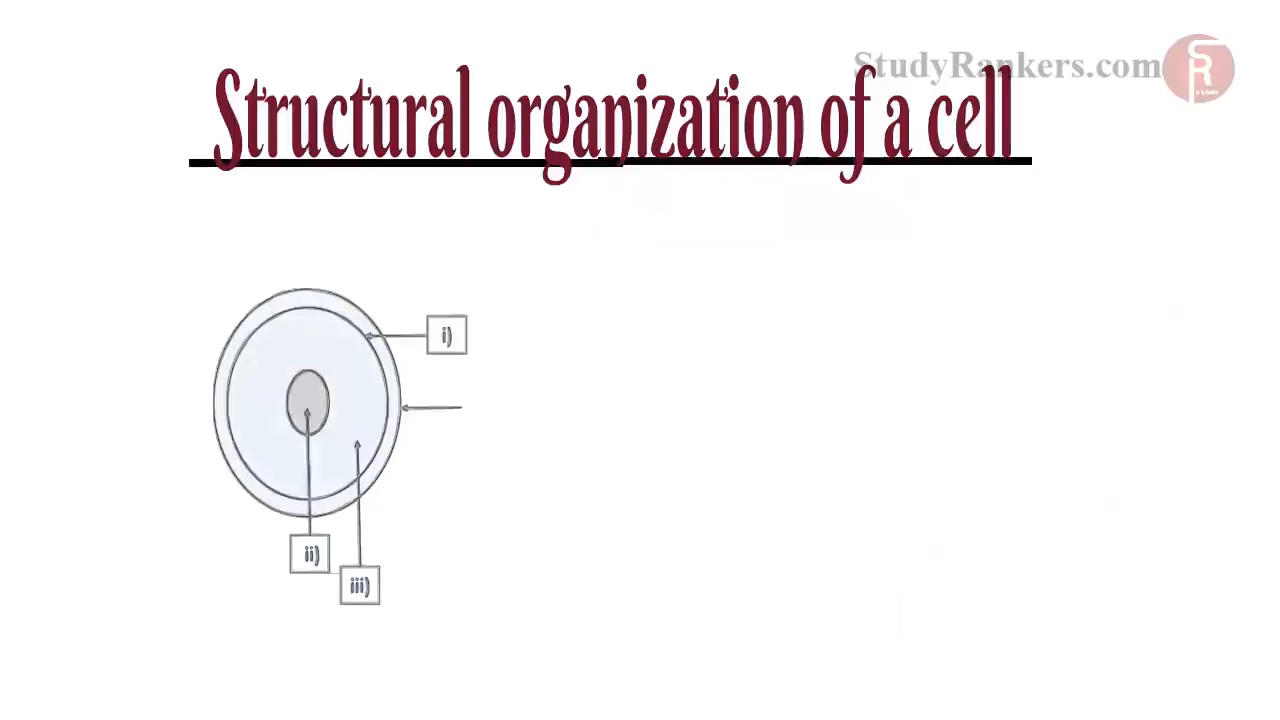 StudyRankers.com
Structural organization of a cell
i)
ii)
iii)